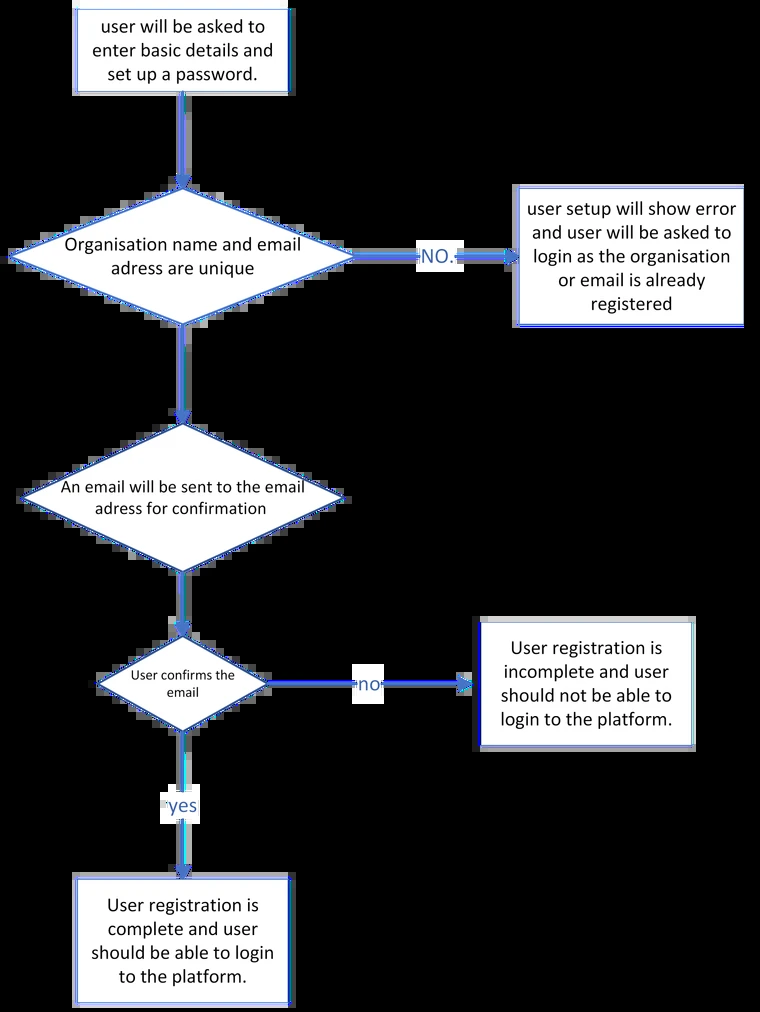 user will be asked to
enter basic details and
set up a password.
Organisation name and email
adress are unique
NO.
user setup will show error
and user will be asked to
login as the organisation
or email is already
registered
An email will be sent to the email
adress for confirmation
User confirms the
email
no
User registration is
incomplete and user
should not be able to
login to the platform.
yes
User registration is
complete and user
should be able to login
to the platform.